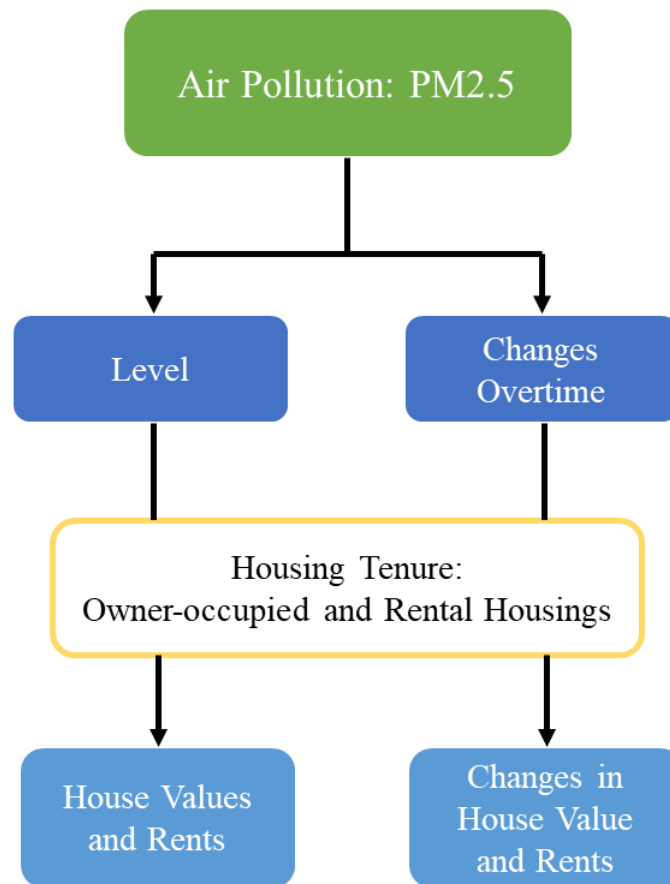 Air Pollution: PM2.5
Level
Changes
Overtime
Housing Tenure:
Owner-occupied and Rental Housings
House Values
and Rents
Changes in
House Value
and Rents